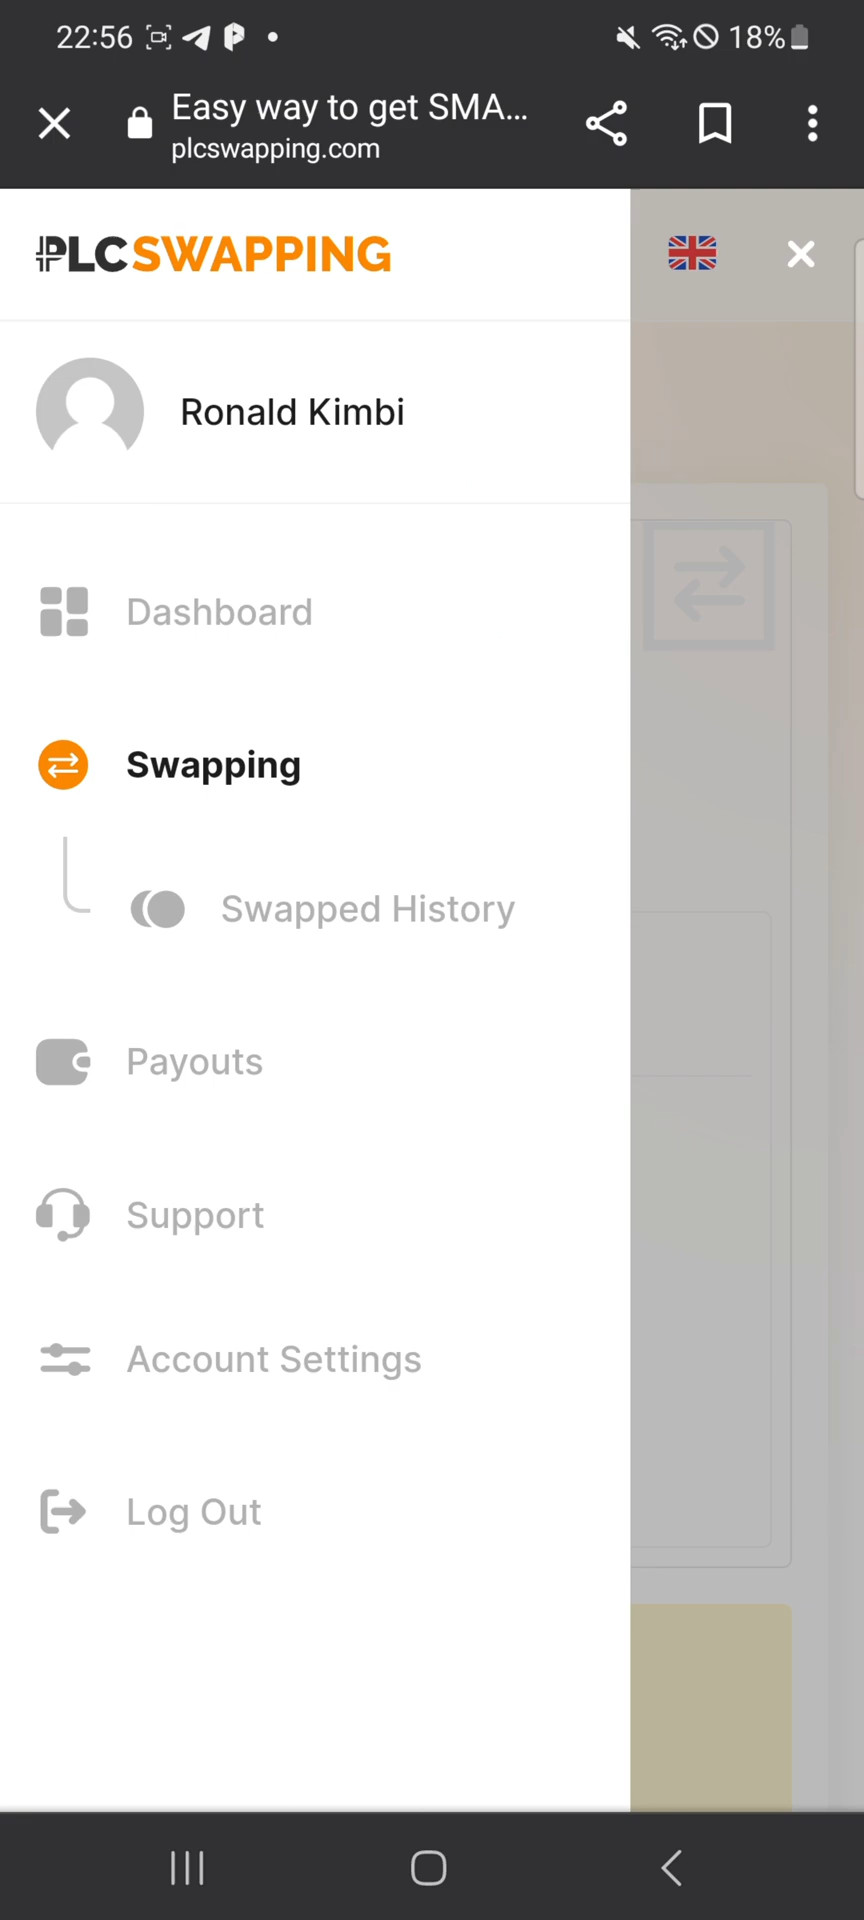 22:56
18%
Easy way to get SMA...
plcswapping.com
PLCSWAPPING
Ronald Kimbi
Dashboard
Swapping
Swapped History
Payouts
Support
Account Settings
Log Out